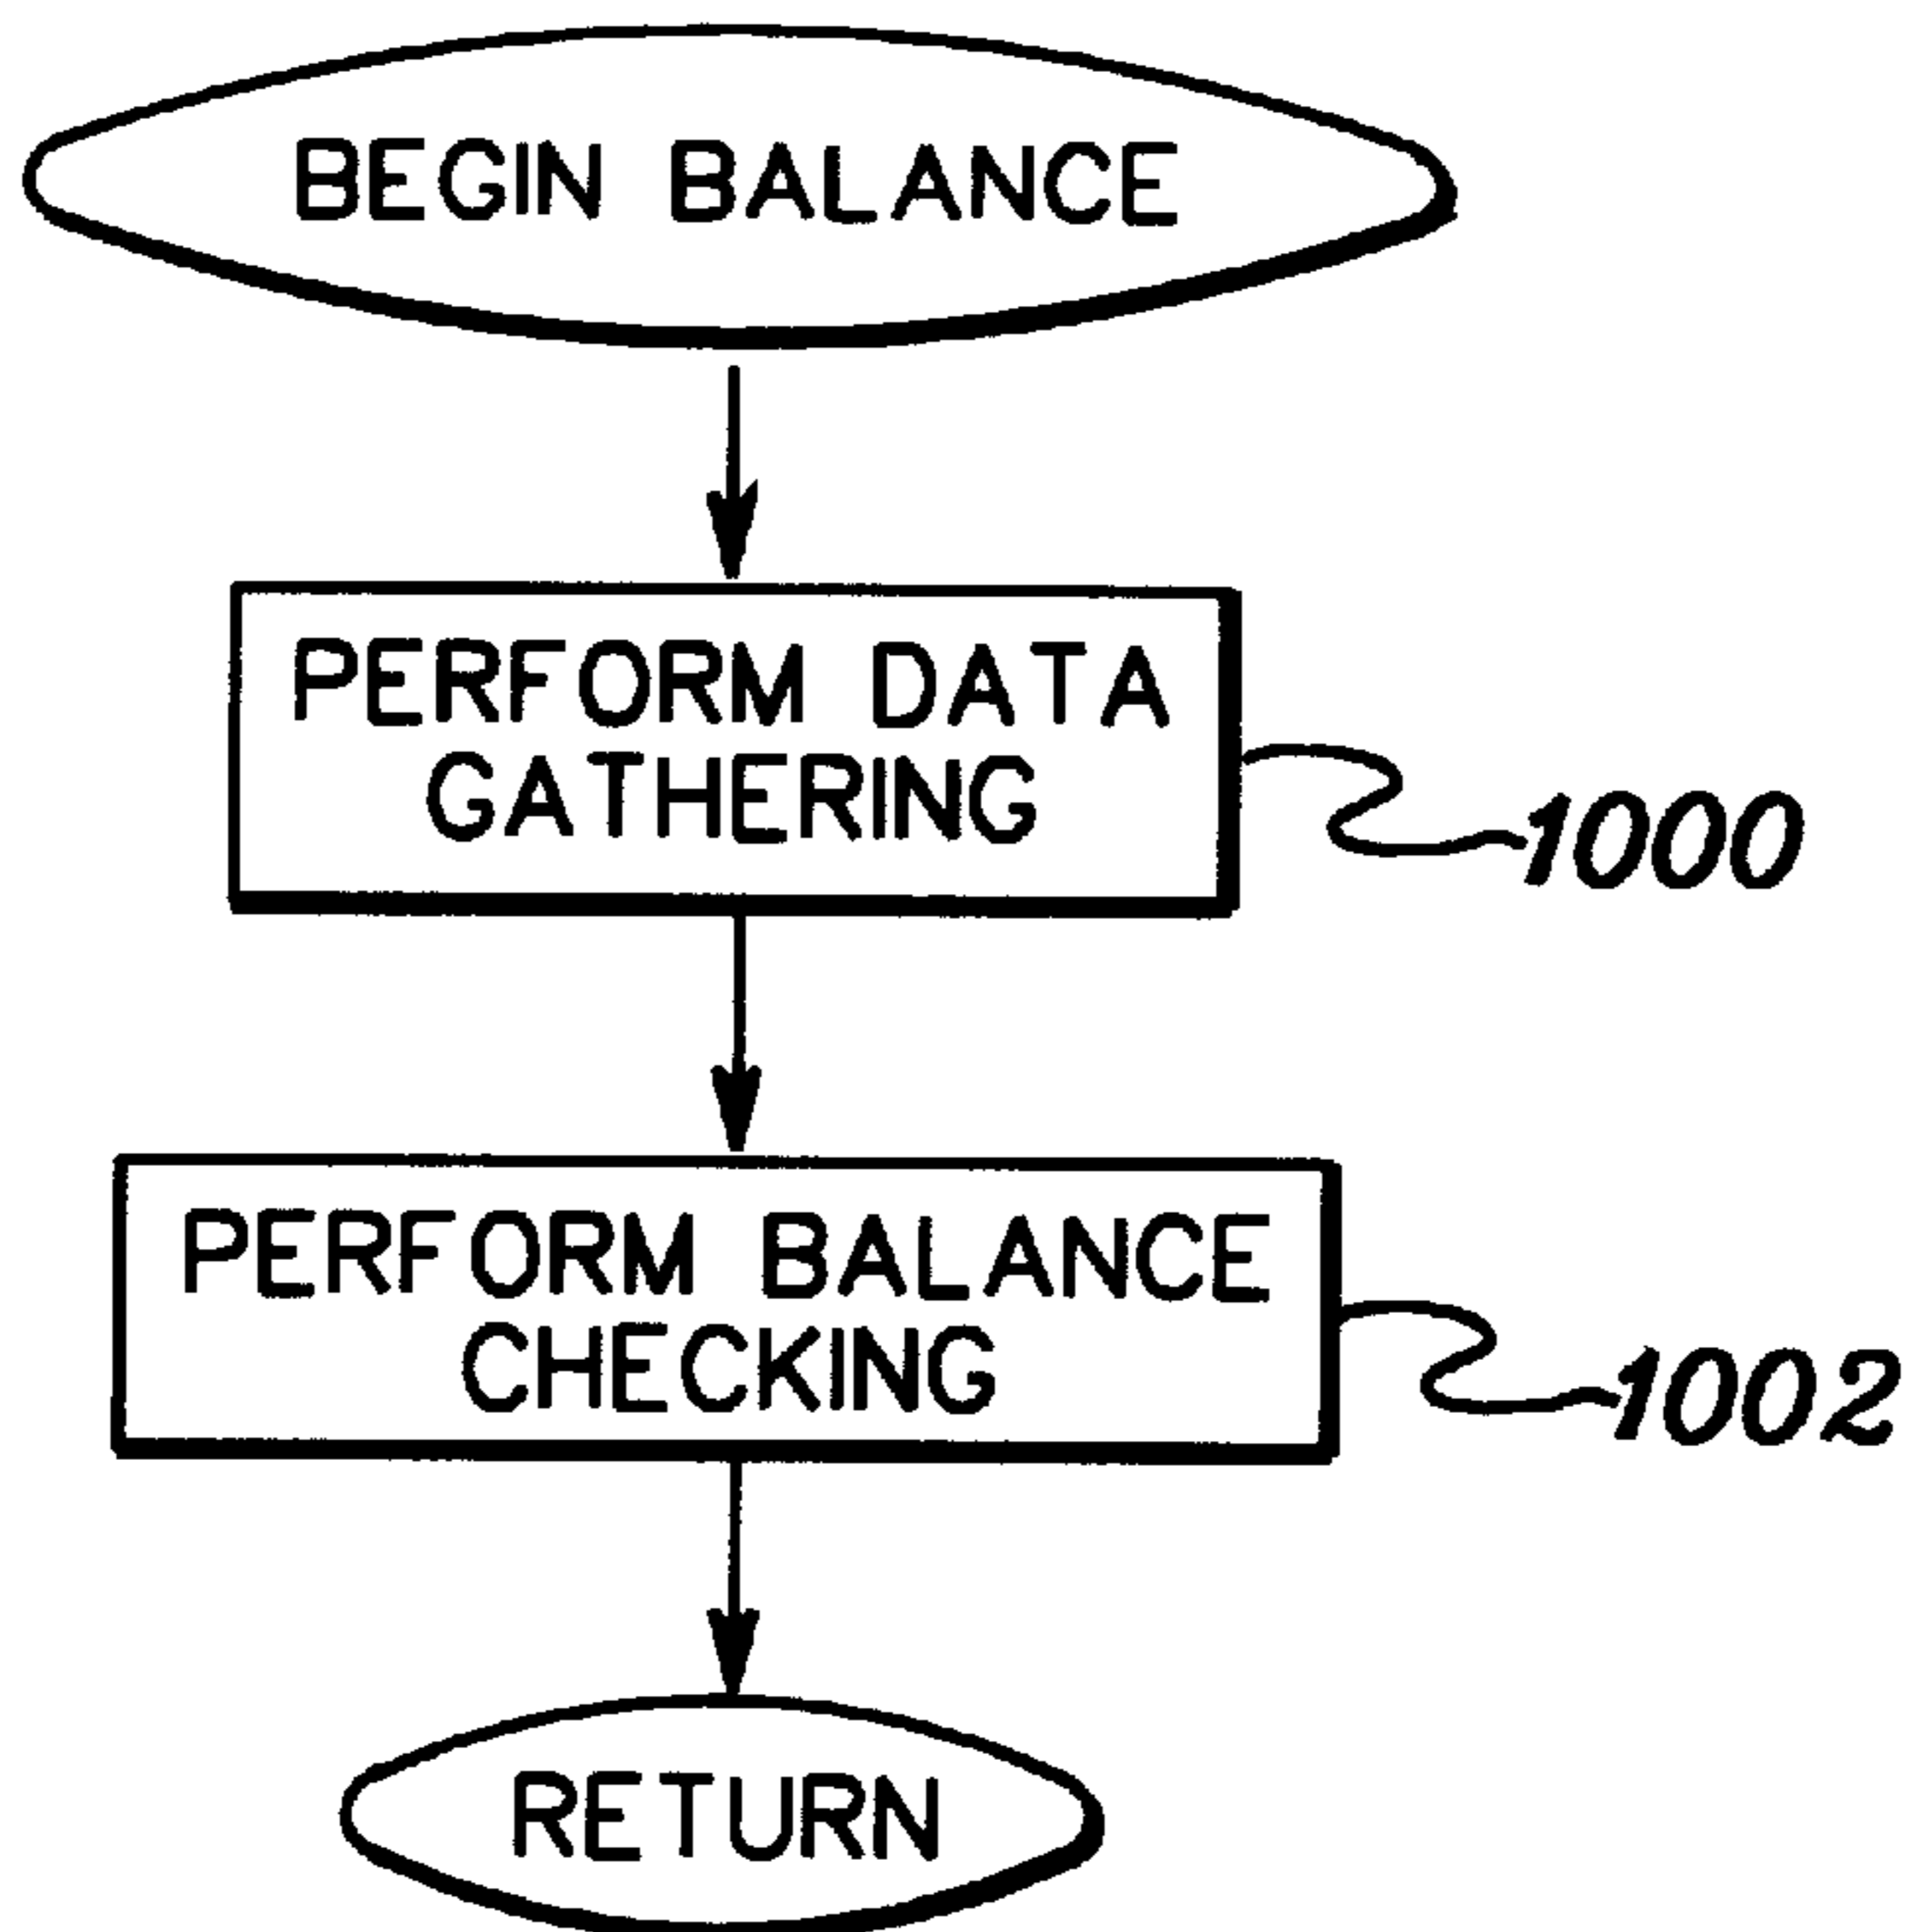 BEGIN BALANCE
PERFORM DATA
GATHERING
1000
PERFORM BALANCE
CHECKING
1002
RETURN